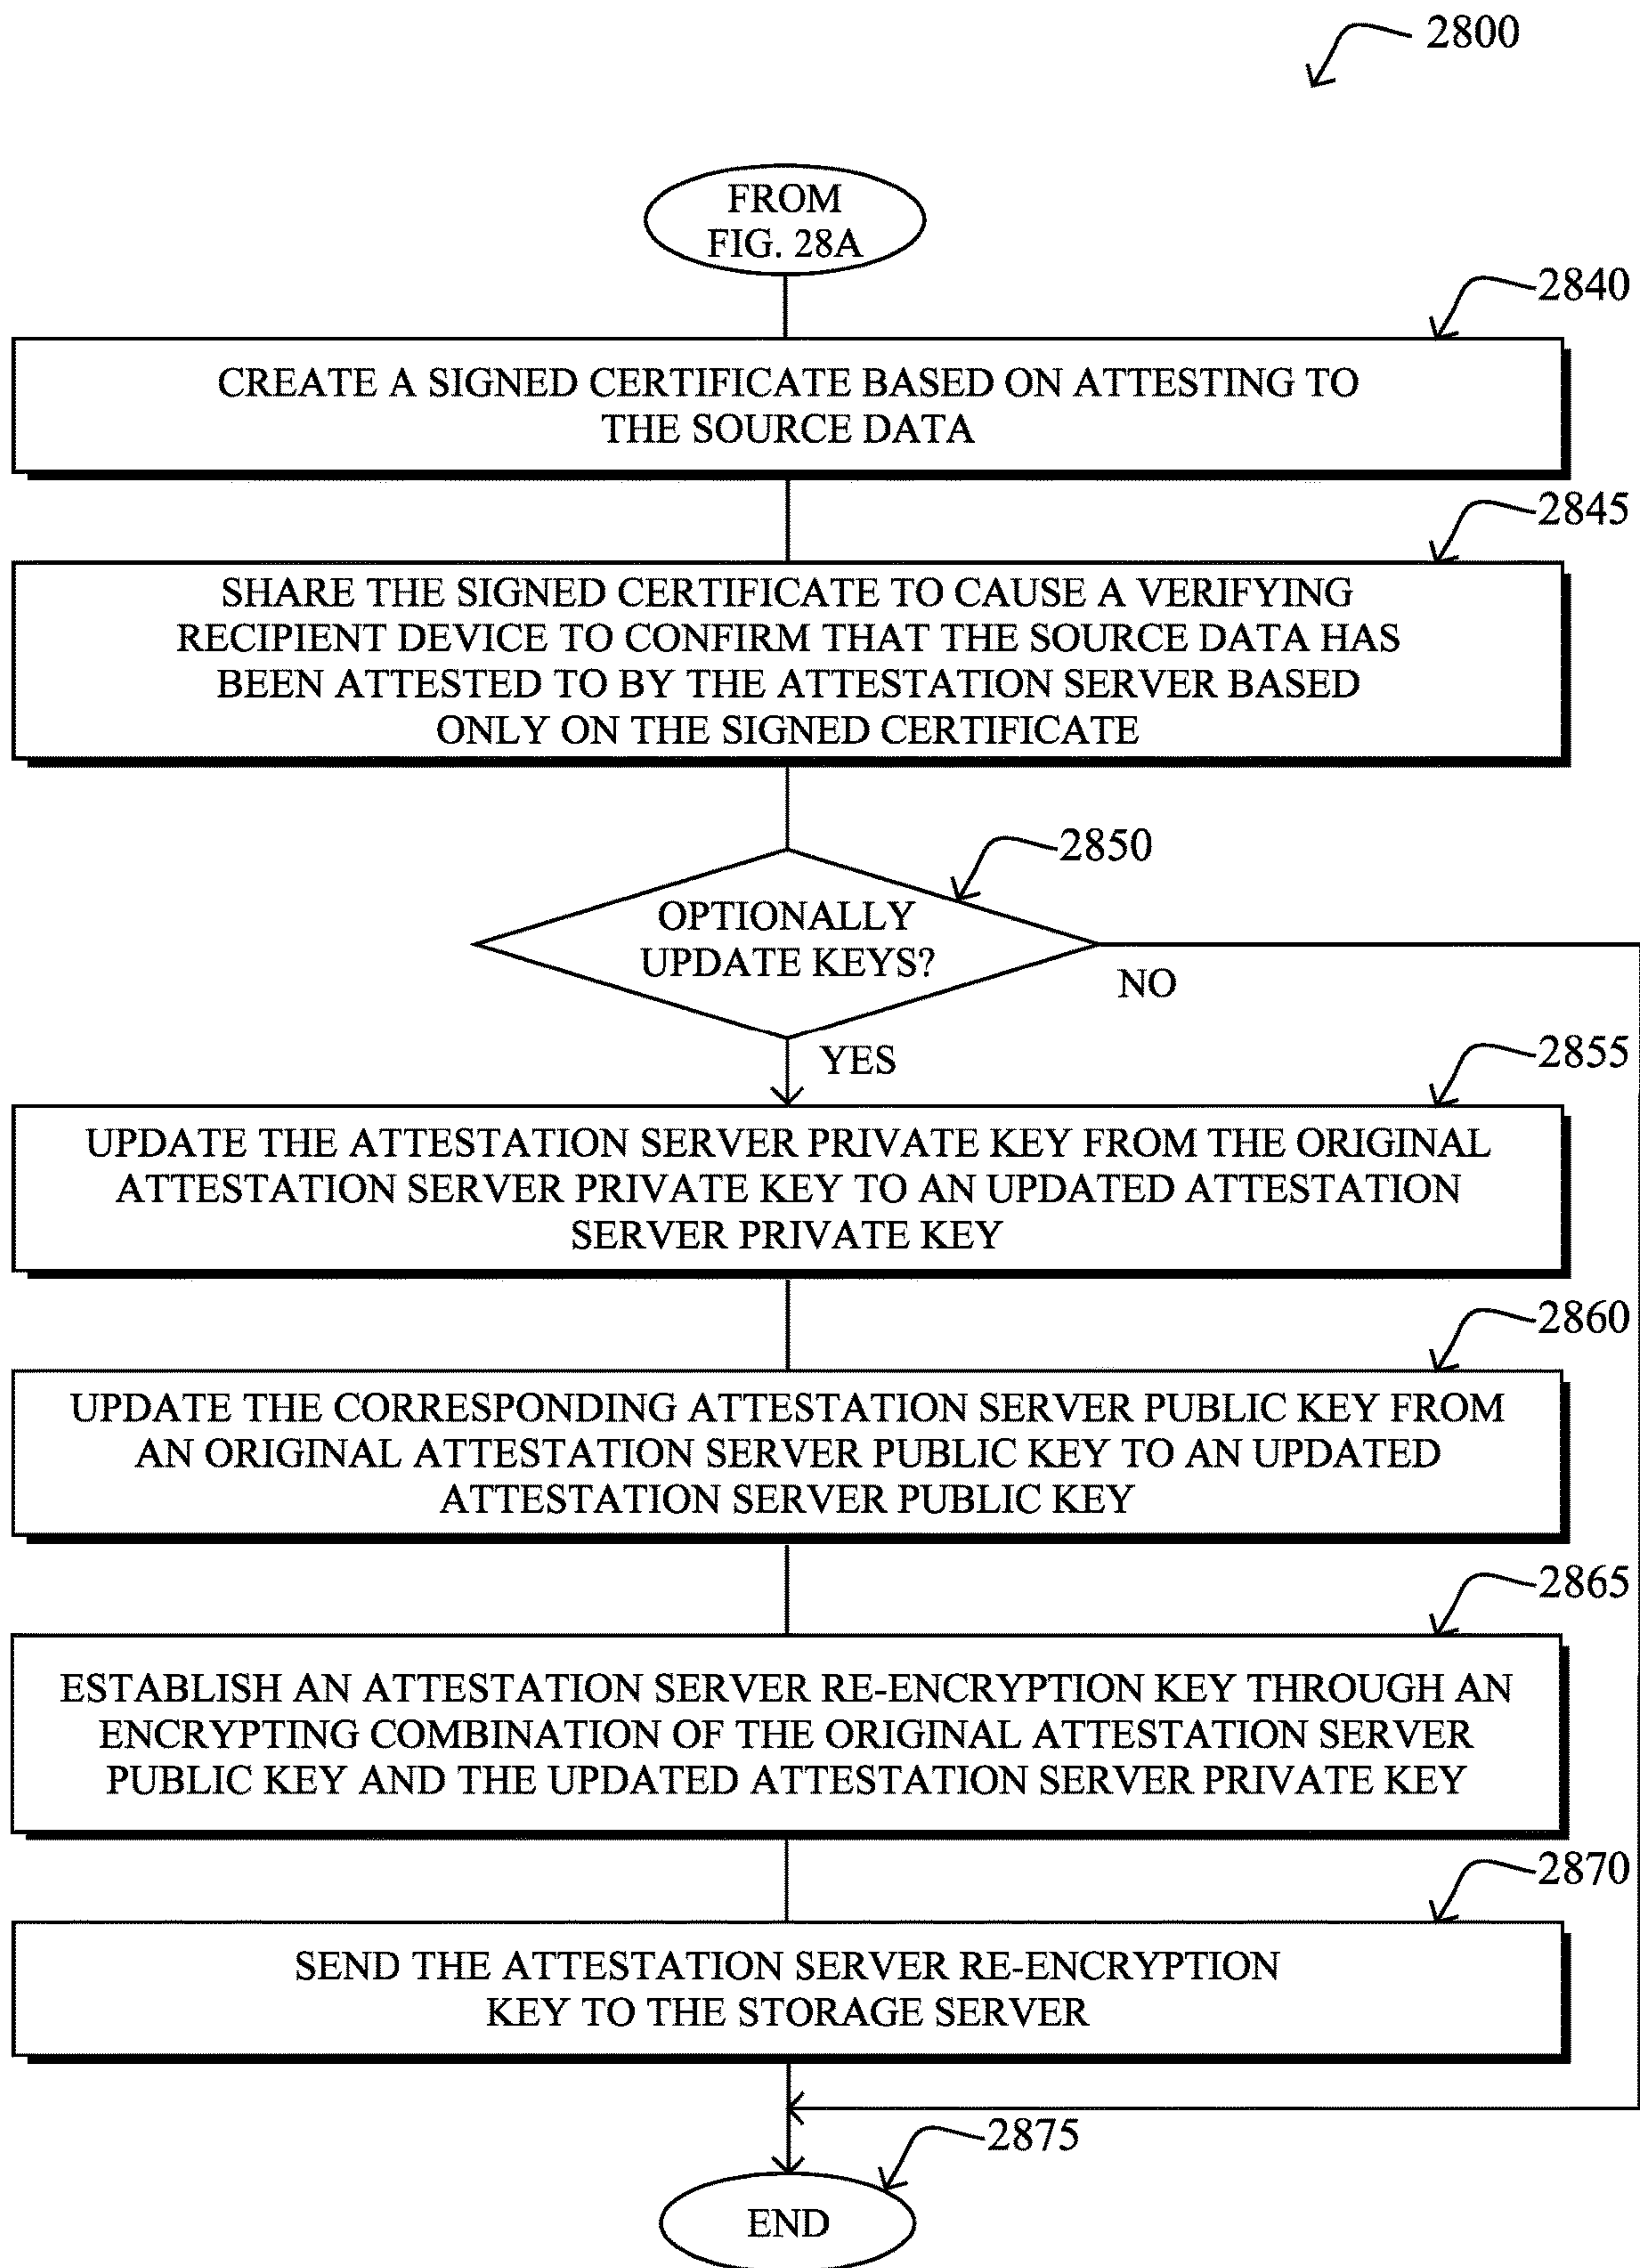 2800
FROM
FIG. 28A
2840
CREATE A SIGNED CERTIFICATE BASED ON ATTESTING TO
THE SOURCE DATA
2845
SHARE THE SIGNED CERTIFICATE TO CAUSE A VERIFYING
RECIPIENT DEVICE TO CONFIRM THAT THE SOURCE DATA HAS
BEEN ATTESTED TO BY THE ATTESTATION SERVER BASED
ONLY ON THE SIGNED CERTIFICATE
2850
OPTIONALLY
UPDATE KEYS?
NO
YES
2855
UPDATE THE ATTESTATION SERVER PRIVATE KEY FROM THE ORIGINAL
ATTESTATION SERVER PRIVATE KEY TO AN UPDATED ATTESTATION
SERVER PRIVATE KEY
2860
UPDATE THE CORRESPONDING ATTESTATION SERVER PUBLIC KEY FROM
AN ORIGINAL ATTESTATION SERVER PUBLIC KEY TO AN UPDATED
ATTESTATION SERVER PUBLIC KEY
2865
ESTABLISH AN ATTESTATION SERVER RE-ENCRYPTION KEY THROUGH AN
ENCRYPTING COMBINATION OF THE ORIGINAL ATTESTATION SERVER
PUBLIC KEY AND THE UPDATED ATTESTATION SERVER PRIVATE KEY
2870
SEND THE ATTESTATION SERVER RE-ENCRYPTION
KEY TO THE STORAGE SERVER
2875
END